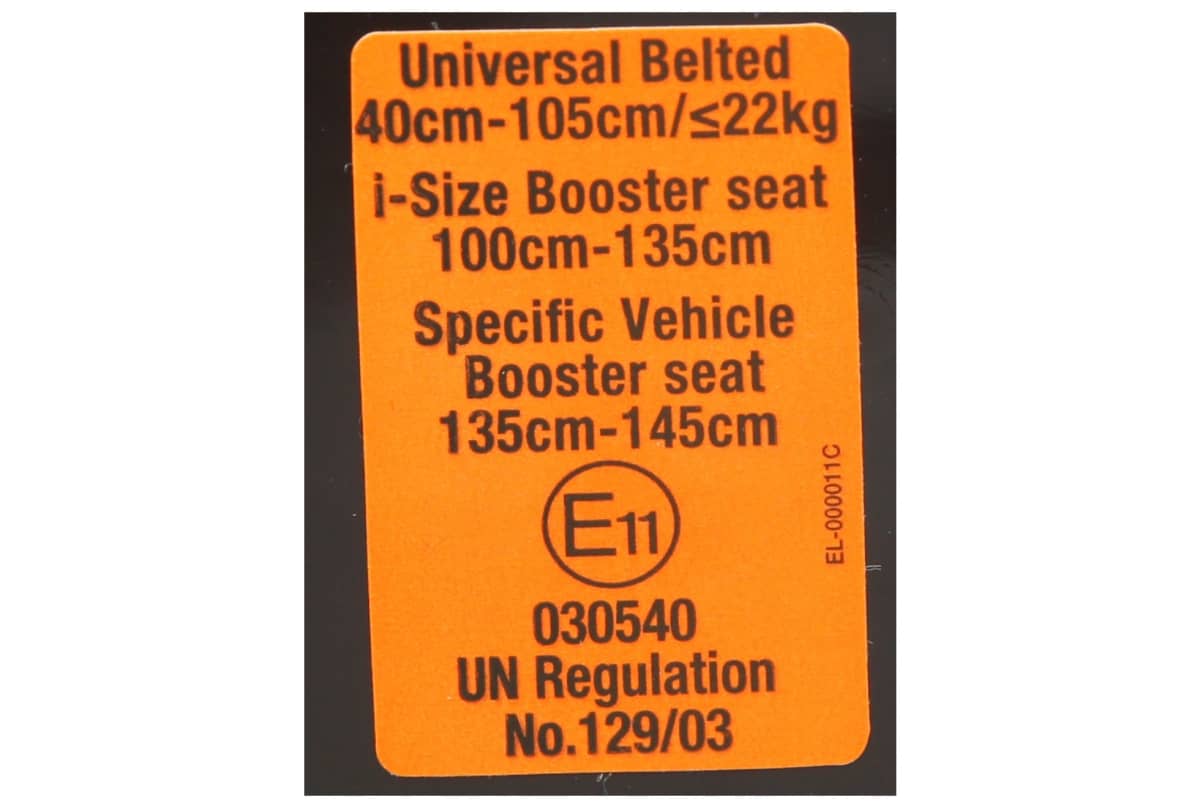 Universal Belted
40cm-105cm/≤22kg
i-Size Booster seat
100cm-135cm
Specific Vehicle
Booster seat
135cm-145cm
E11
030540
UN Regulation
No.129/03
EL-000011C